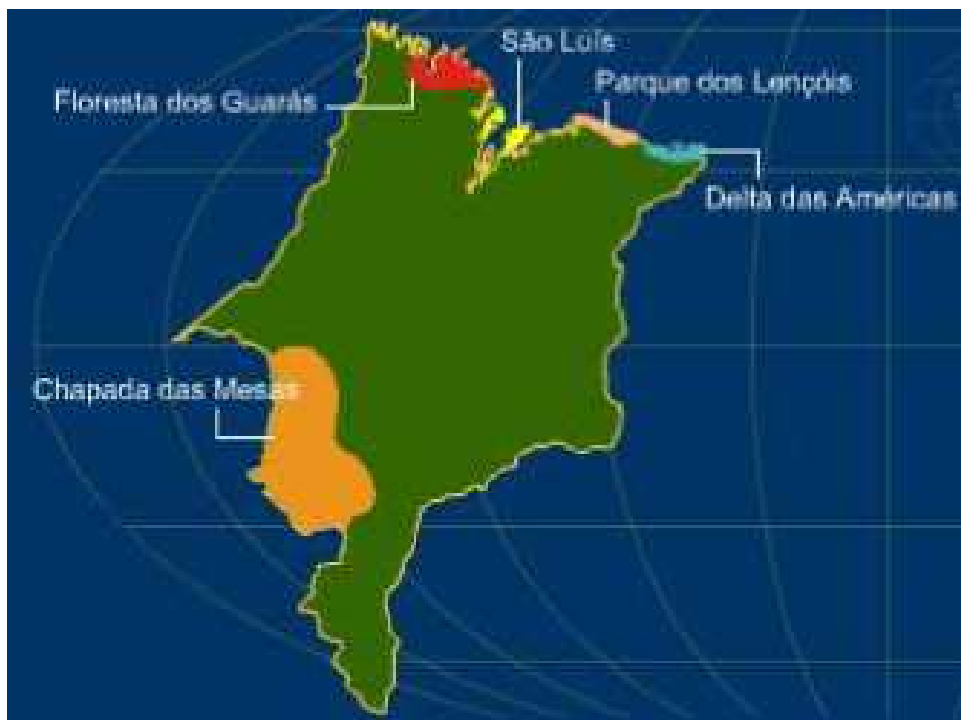 São Luís
Parque dos Lençóis
Floresta dos Guarás
Delta das Américas
Chapada das Mesas